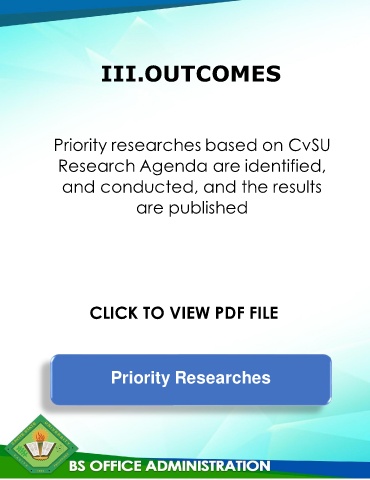 III.OUTCOMES
Priority researches based on CvSU
Research Agenda are identified,
and conducted, and the results
are published
CLICK TO VIEW PDF FILE
Priority Researches
BS OFFICE ADMINISTRATION